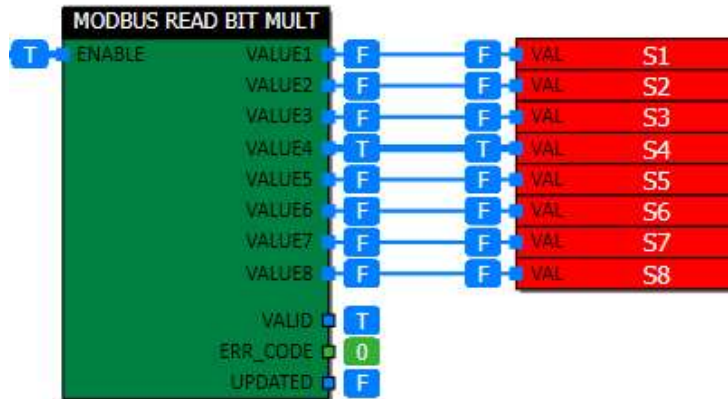 MODBUS READ BIT MULT
T ENABLE VALUE1 F F VAL S1
VALUE2 F F VAL S2
VALUE3 F F VAL S3
VALUE4 T T VAL S4
VALUE5 F F VAL S5
VALUE6 F F VAL S6
VALUE7 F F VAL S7
VALUE8 F F VAL S8
VALID T
ERR_CODE 0
UPDATED F